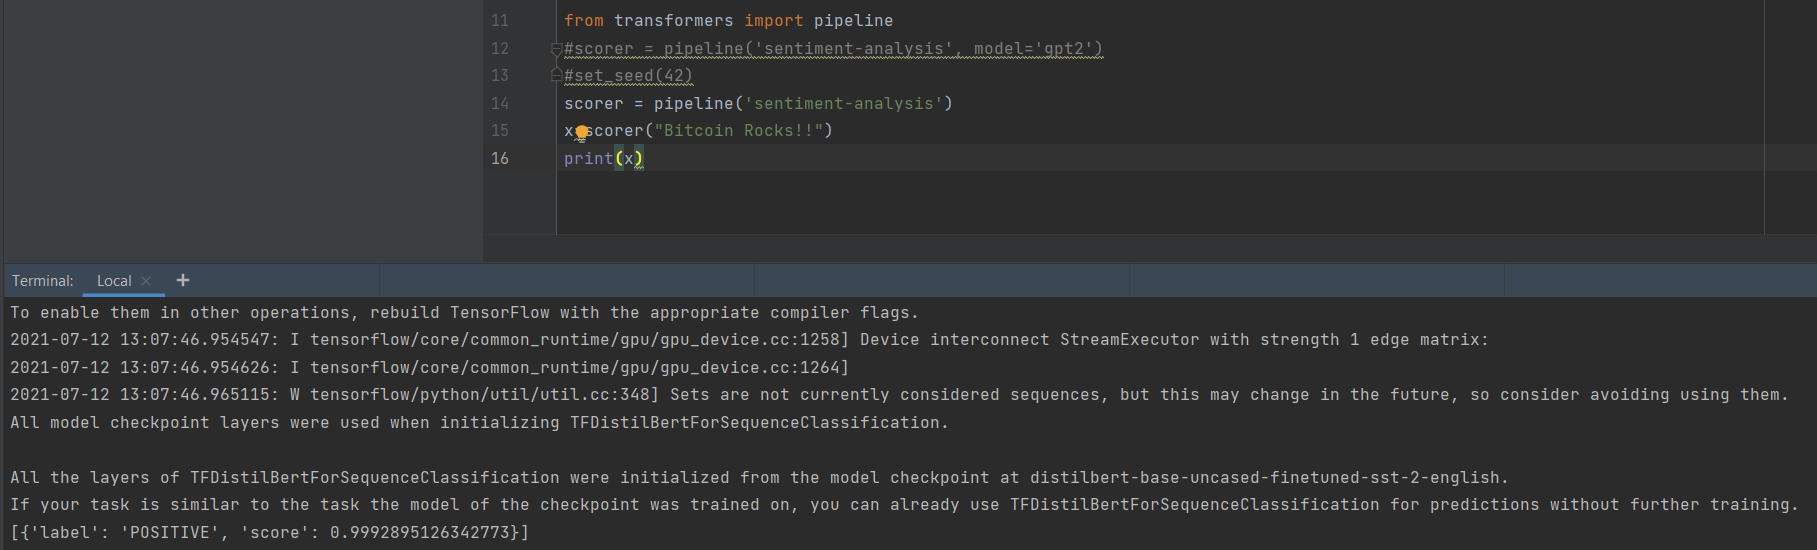 11 from transformers import pipeline
12 #scorer = pipeline('sentiment-analysis', model='gpt2')
13 #set_seed(42)
14 scorer = pipeline('sentiment-analysis')
15 x scorer("Bitcoin Rocks!!")
16 print(x)
Terminal: Local × +
To enable them in other operations, rebuild TensorFlow with the appropriate compiler flags.
2021-07-12 13:07:46.954547: I tensorflow/core/common_runtime/gpu/gpu_device.cc:1258] Device interconnect StreamExecutor with strength 1 edge matrix:
2021-07-12 13:07:46.954626: I tensorflow/core/common_runtime/gpu/gpu_device.cc:1264]
2021-07-12 13:07:46.965115: W tensorflow/python/util/util.cc:348] Sets are not currently considered sequences, but this may change in the future, so consider avoiding using them.
All model checkpoint layers were used when initializing TFDistilBertForSequenceClassification.
All the layers of TFDistilBertForSequenceClassification were initialized from the model checkpoint at distilbert-base-uncased-finetuned-sst-2-english.
If your task is similar to the task the model of the checkpoint was trained on, you can already use TFDistilBertForSequenceClassification for predictions without further training.
[{'label': 'POSITIVE', 'score': 0.9992895126342773}]